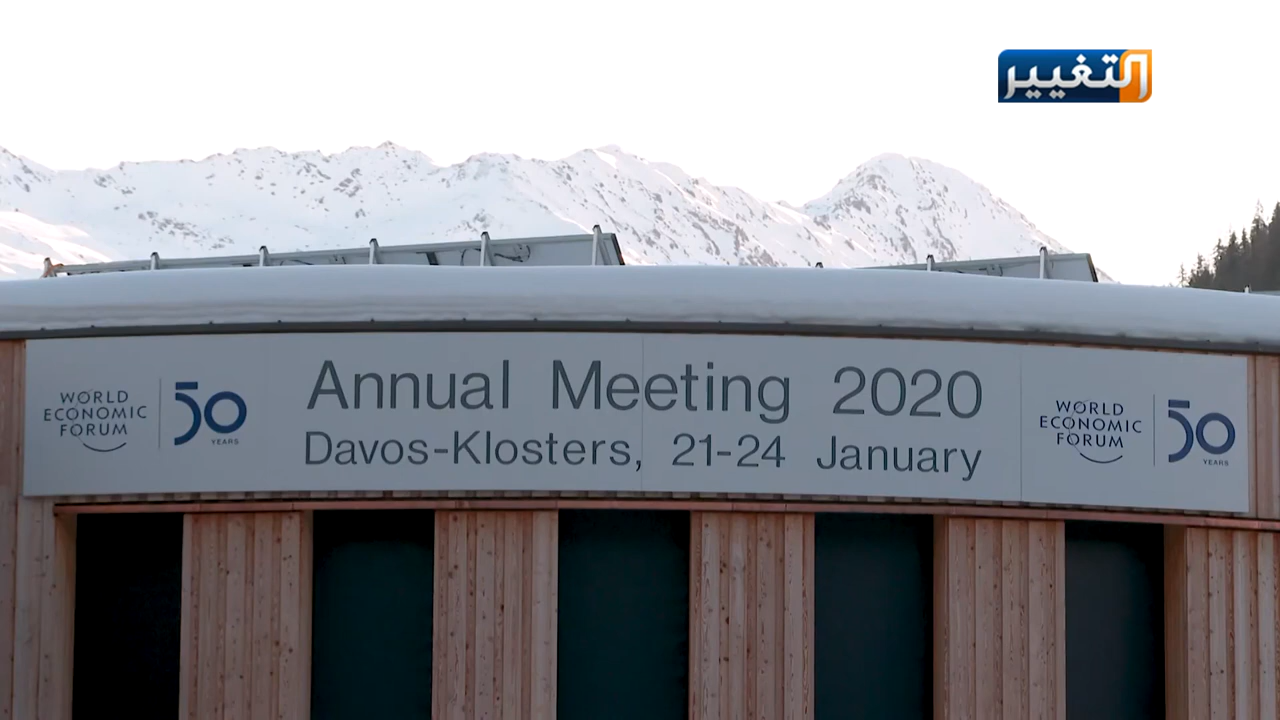 التغيير
WORLD
ECONOMIC
FORUM
50
YEARS
Annual Meeting 2020
Davos-Klosters, 21-24 January
WORLD
ECONOMIC
FORUM
50
YEARS